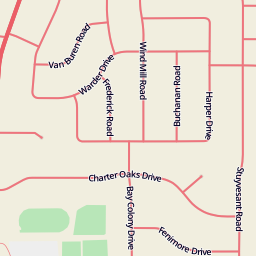 Van Buren Road
Wind Mill Road
Warder Drive
Frederick Road
Buchanan Road
Harper Drive
Charter Oaks Drive
Bay Colony Drive
Stuyvesant Road
Fenimore Drive